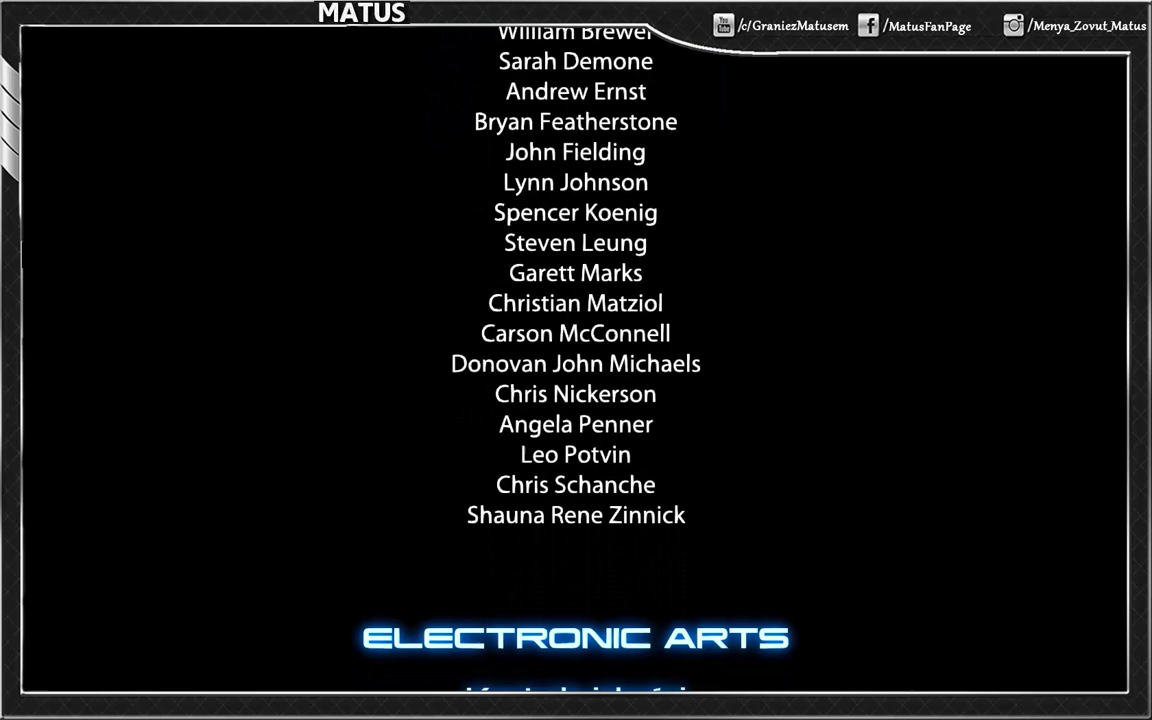 MATUS
/c/GraniezMatusem
/MatusFanPage
/Menya_Zovut_Matus
William Brewer
Sarah Demone
Andrew Ernst
Bryan Featherstone
John Fielding
Lynn Johnson
Spencer Koenig
Steven Leung
Garett Marks
Christian Matziol
Carson McConnell
Donovan John Michaels
Chris Nickerson
Angela Penner
Leo Potvin
Chris Schanche
Shauna Rene Zinnick
ELECTRONIC ARTS